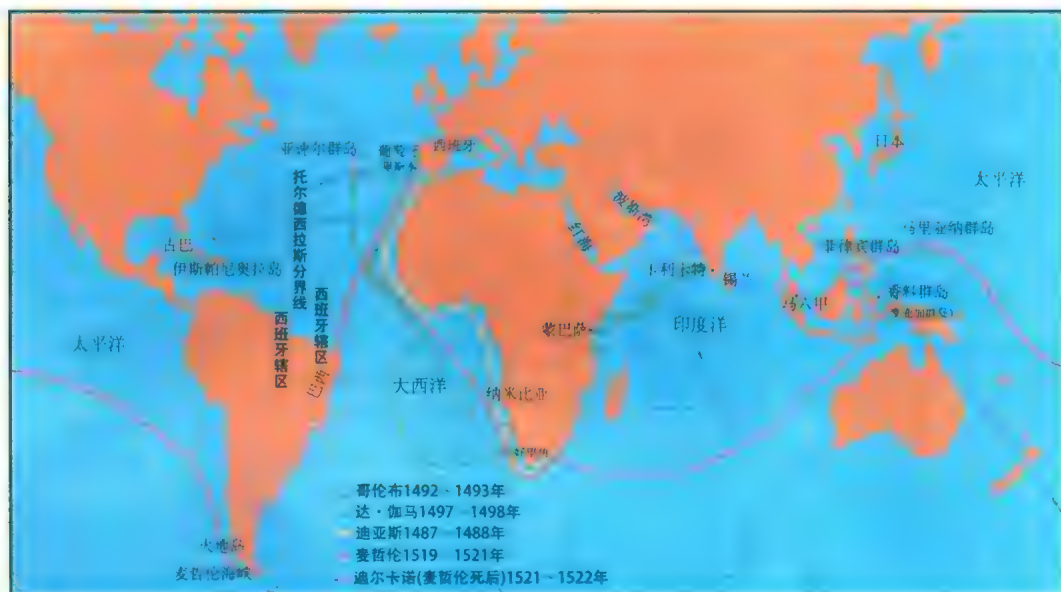 亚速尔群岛
西班牙
日本
太平洋
托尔德西拉斯分界线
波斯湾
红海
马里亚纳群岛
菲律宾群岛
古巴
伊斯帕尼奥拉岛
卡利卡特·
锡兰
马六甲
香料群岛
西班牙辖区
西班牙辖区
蒙巴萨
印度洋
太平洋
巴西
大西洋
纳米比亚
哥伦布1492-1493年
达·伽马1497-1498年
迪亚斯1487-1488年
麦哲伦1519-1521年
迪尔卡诺(麦哲伦死后)1521-1522年
火地岛
麦哲伦海峡